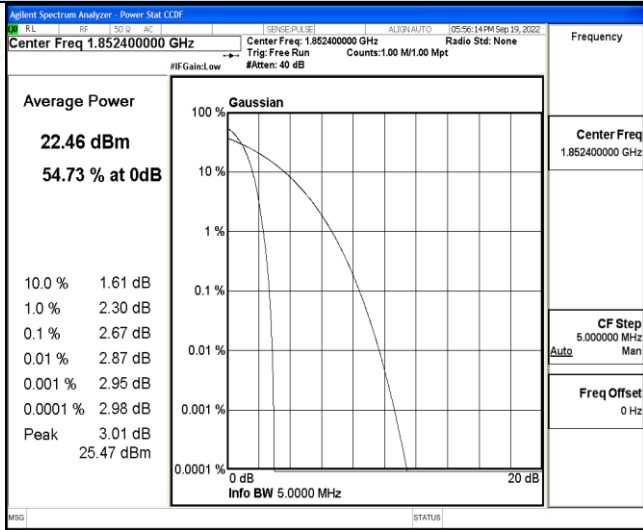 Agilent Spectrum Analyzer - Power Stat CCDF
RL RF 50 Ω AC SENSE:PULSE ALIGN AUTO 05:56:14 PM Sep 19, 2022
Center Freq 1.852400000 GHz
Center Freq: 1.852400000 GHz Radio Std: None
Trig: Free Run Counts:1.00 M/1.00 Mpt
#IFGain:Low #Atten: 40 dB
Frequency
Average Power
22.46 dBm
54.73 % at 0dB
10.0 % 1.61 dB
1.0 % 2.30 dB
0.1 % 2.67 dB
0.01 % 2.87 dB
0.001 % 2.95 dB
0.0001 % 2.98 dB
Peak 3.01 dB
25.47 dBm
Gaussian
100 %
10 %
1 %
0.1 %
0.01 %
0.001 %
0.0001 %
0 dB 20 dB
Info BW 5.0000 MHz
Center Freq
1.852400000 GHz
CF Step
5.000000 MHz
Auto Man
Freq Offset
0 Hz
MSG STATUS